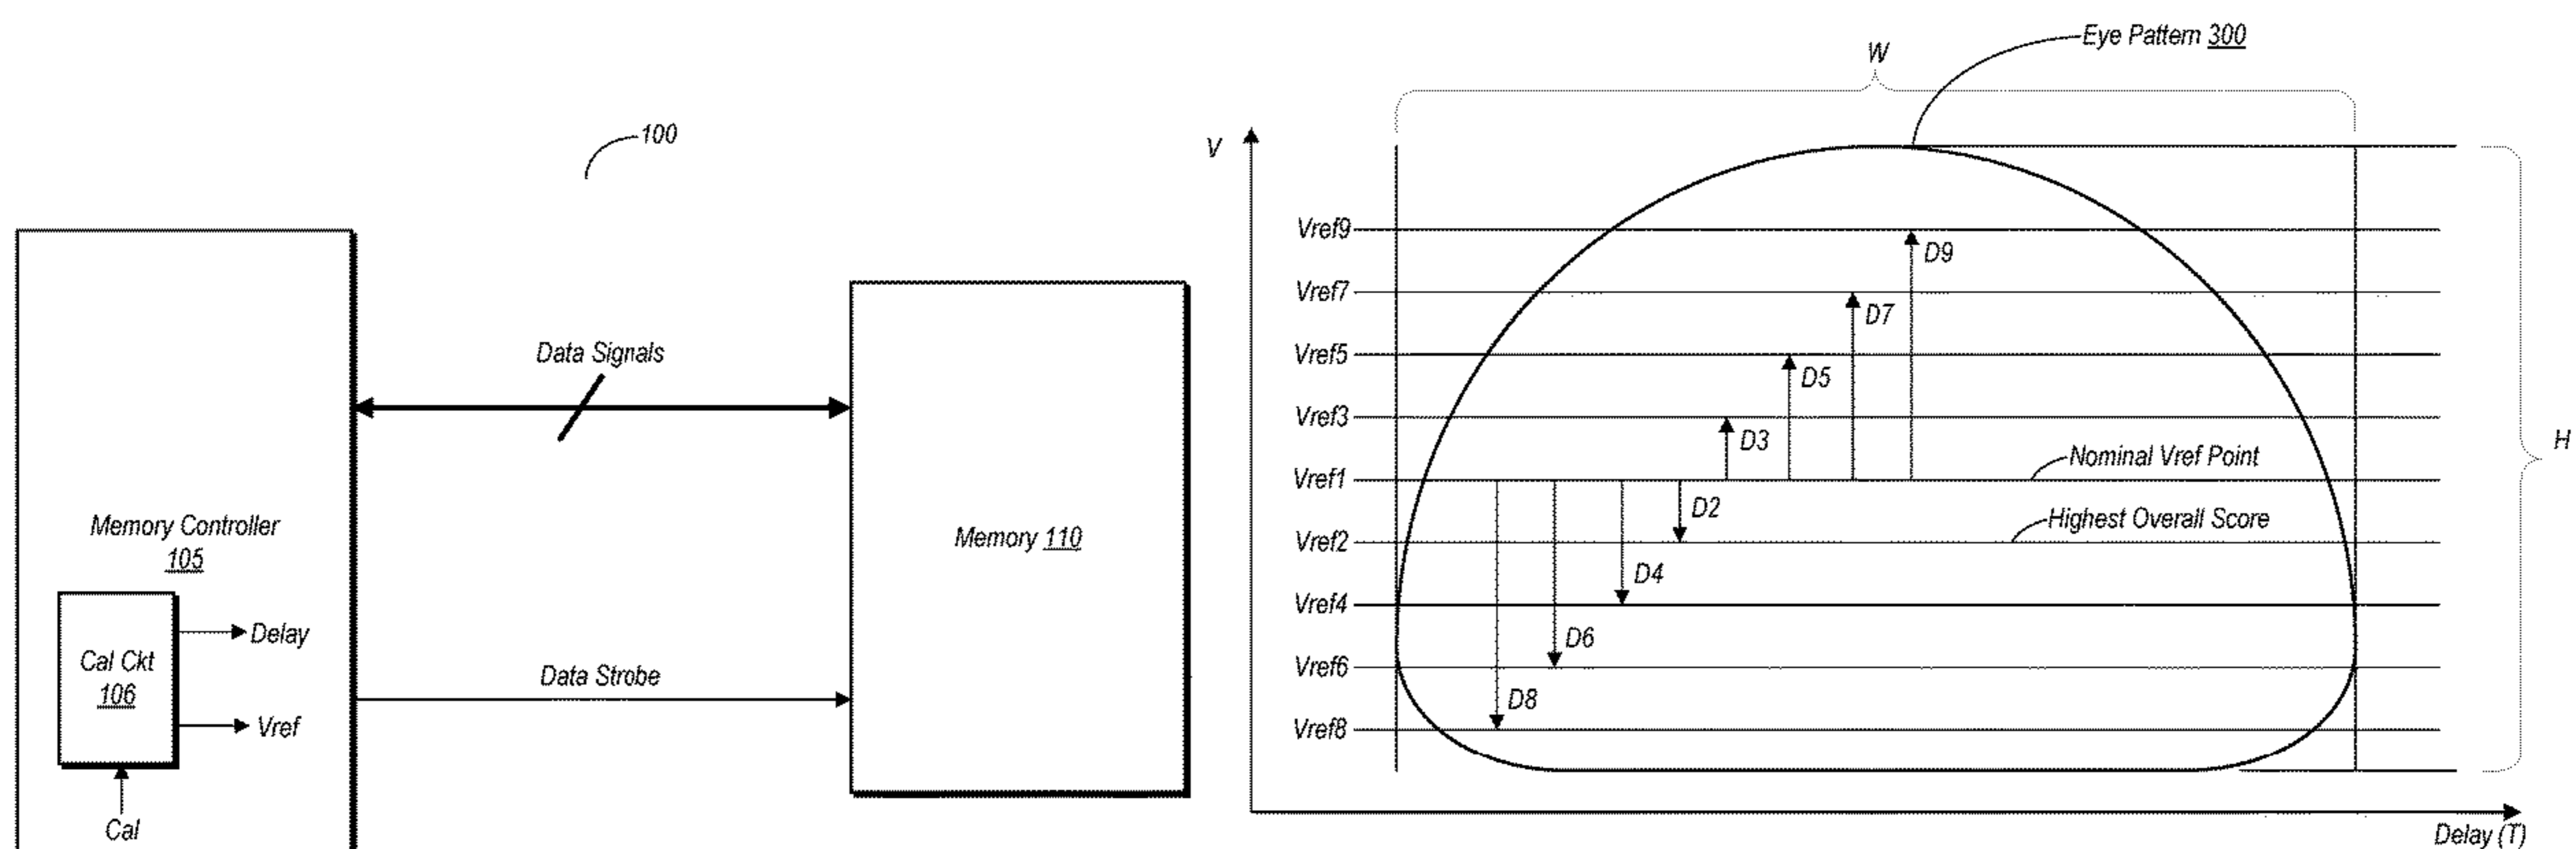 100
Memory Controller
105
Cal Ckt
106
Delay
Vref
Cal
Data Signals
Data Strobe
Memory 110
Eye Pattern 300
W
V
H
Vref9
Vref7
Vref5
Vref3
Vref1
Vref2
Vref4
Vref6
Vref8
D9
D7
D5
D3
D2
D4
D6
D8
Nominal Vref Point
Highest Overall Score
Delay (T)